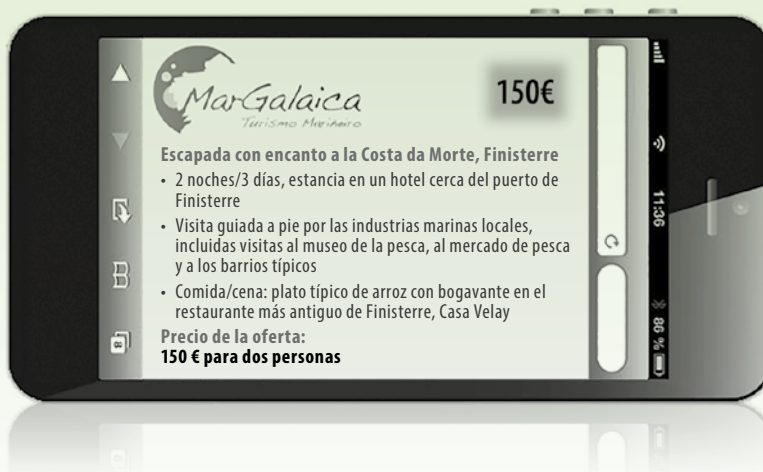 MarGalaica
Turismo Mariñeiro
150€
Escapada con encanto a la Costa da Morte, Finisterre
• 2 noches/3 días, estancia en un hotel cerca del puerto de
Finisterre
• Visita guiada a pie por las industrias marinas locales,
incluidas visitas al museo de la pesca, al mercado de pesca
y a los barrios típicos
• Comida/cena: plato típico de arroz con bogavante en el
restaurante más antiguo de Finisterre, Casa Velay
Precio de la oferta:
150 € para dos personas
11:36
86 %
8